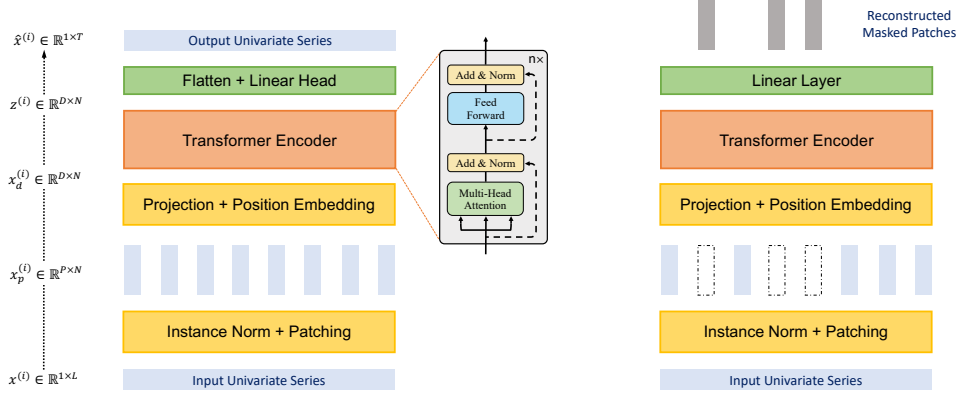 x̂⁽ⁱ⁾ ∈ ℝ^{1×T}
z⁽ⁱ⁾ ∈ ℝ^{D×N}
x_d⁽ⁱ⁾ ∈ ℝ^{D×N}
x_p⁽ⁱ⁾ ∈ ℝ^{P×N}
x⁽ⁱ⁾ ∈ ℝ^{1×L}
Output Univariate Series
Flatten + Linear Head
Transformer Encoder
Projection + Position Embedding
Instance Norm + Patching
Input Univariate Series
n×
Add & Norm
Feed
Forward
Add & Norm
Multi-Head
Attention
Reconstructed
Masked Patches
Linear Layer
Transformer Encoder
Projection + Position Embedding
Instance Norm + Patching
Input Univariate Series